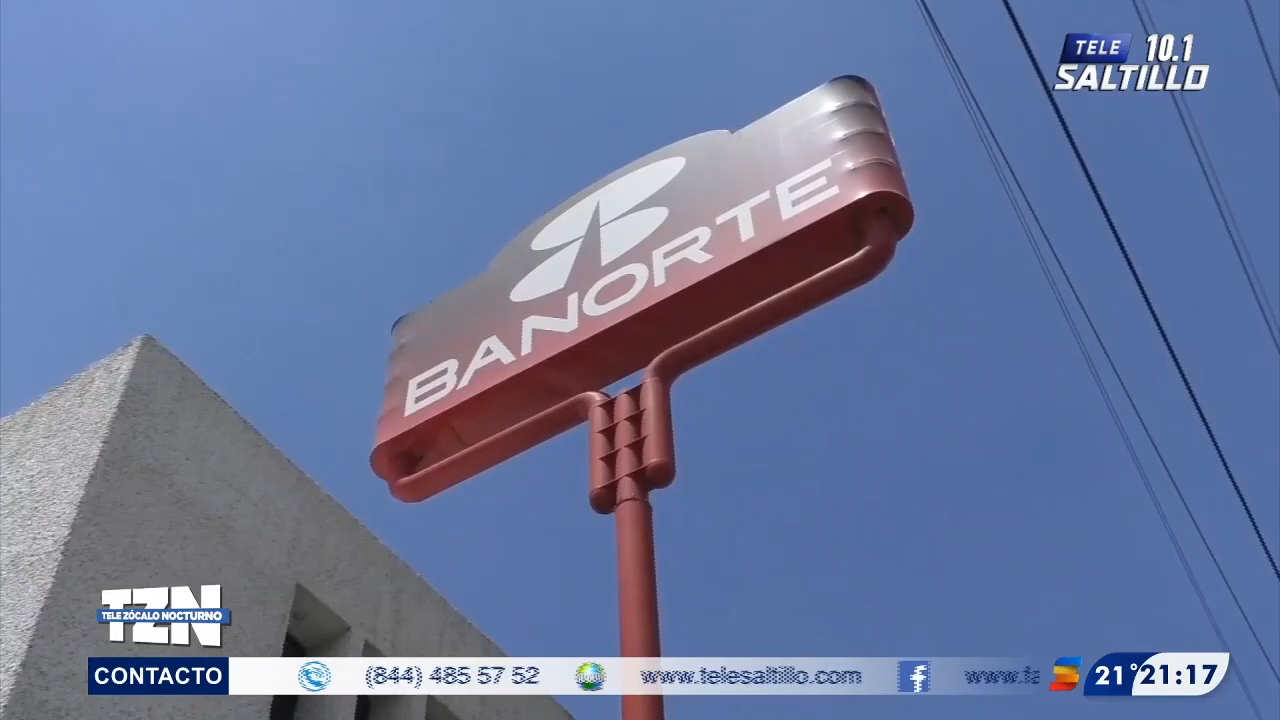 TELE 10.1
SALTILLO
BANORTE
TZN
TELE ZÓCALO NOCTURNO
CONTACTO (844) 485 57 52 www.telesaltillo.com 21° 21:17